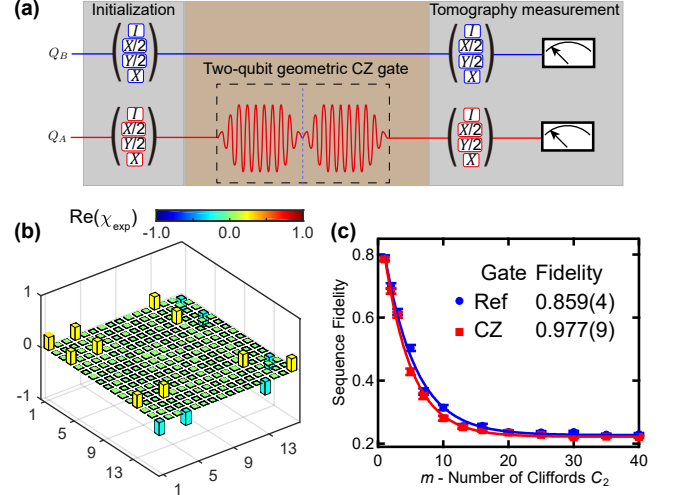 (a)
Initialization
Tomography measurement
Q_B
I
X/2
Y/2
X
I
X/2
Y/2
X
Two-qubit geometric CZ gate
Q_A
I
X/2
Y/2
X
I
X/2
Y/2
X
Re(χ_exp)
-1.0 0.0 1.0
(b)
1
0
-1
1
5
9
13
1
5
9
13
(c)
Sequence Fidelity
0.8
0.6
0.4
0.2
Gate Fidelity
Ref 0.859(4)
CZ 0.977(9)
0 10 20 30 40
m - Number of Cliffords C₂